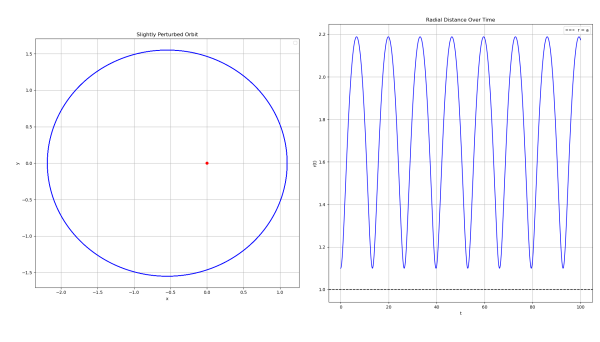 Slightly Perturbed Orbit
1.5
1.0
0.5
0.0
−0.5
−1.0
−1.5
y
−2.0 −1.5 −1.0 −0.5 0.0 0.5 1.0
x
Radial Distance Over Time
r = a
2.2
2.0
1.8
1.6
1.4
1.2
1.0
r(t)
0 20 40 60 80 100
t